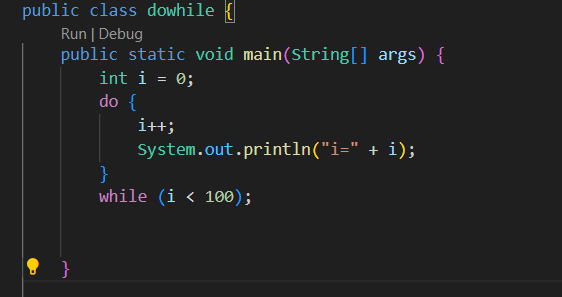 public class dowhile {
Run | Debug
public static void main(String[] args) {
int i = 0;
do {
i++;
System.out.println("i=" + i);
}
while (i < 100);
}